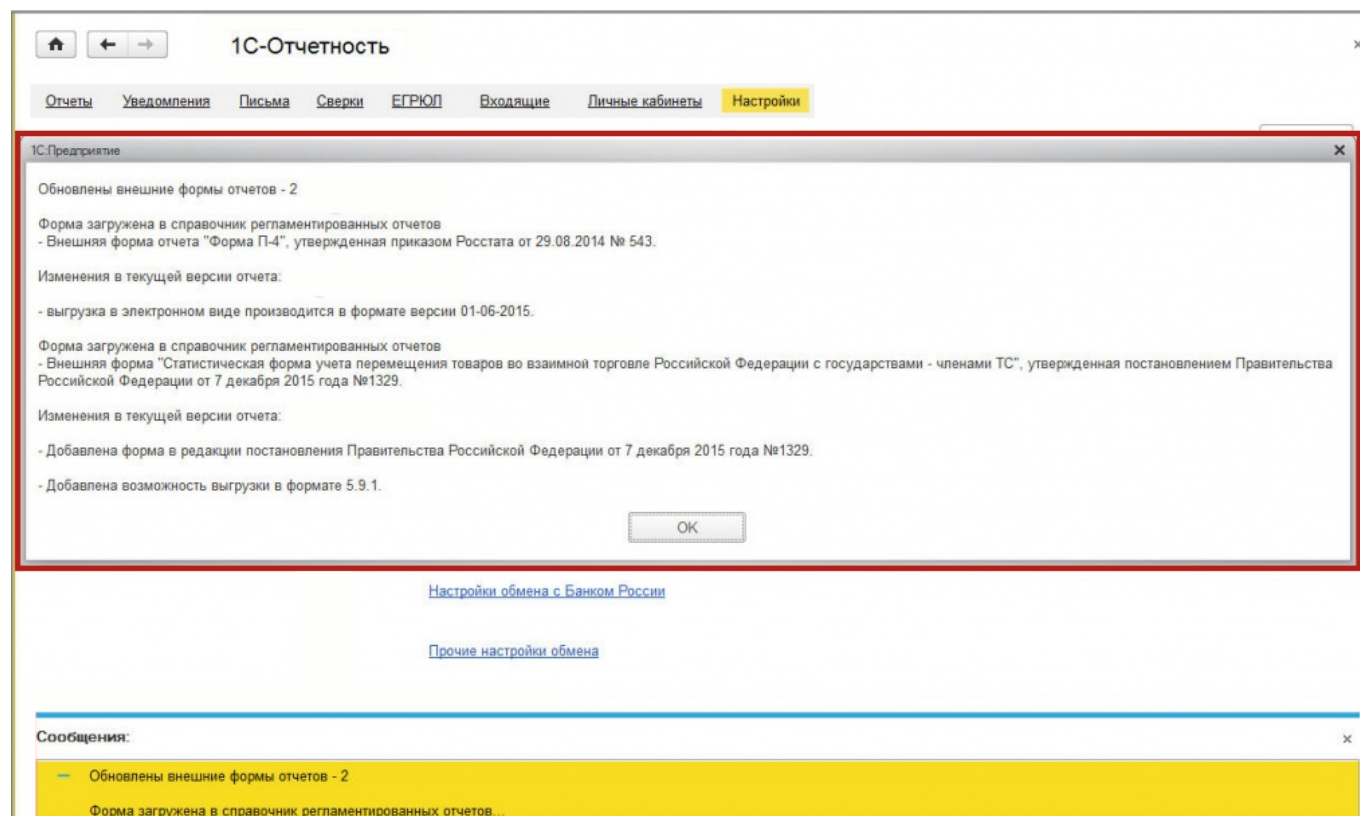 1С-Отчетность
Отчеты Уведомления Письма Сверки ЕГРЮЛ Входящие Личные кабинеты Настройки
1С:Предприятие
Обновлены внешние формы отчетов - 2
Форма загружена в справочник регламентированных отчетов
- Внешняя форма отчета "Форма П-4", утвержденная приказом Росстата от 29.08.2014 № 543.
Изменения в текущей версии отчета:
- выгрузка в электронном виде производится в формате версии 01-06-2015.
Форма загружена в справочник регламентированных отчетов
- Внешняя форма "Статистическая форма учета перемещения товаров во взаимной торговле Российской Федерации с государствами - членами ТС", утвержденная постановлением Правительства
Российской Федерации от 7 декабря 2015 года №1329.
Изменения в текущей версии отчета:
- Добавлена форма в редакции постановления Правительства Российской Федерации от 7 декабря 2015 года №1329.
- Добавлена возможность выгрузки в формате 5.9.1.
OK
Настройки обмена с Банком России
Прочие настройки обмена
Сообщения:
Обновлены внешние формы отчетов - 2
Форма загружена в справочник регламентированных отчетов...